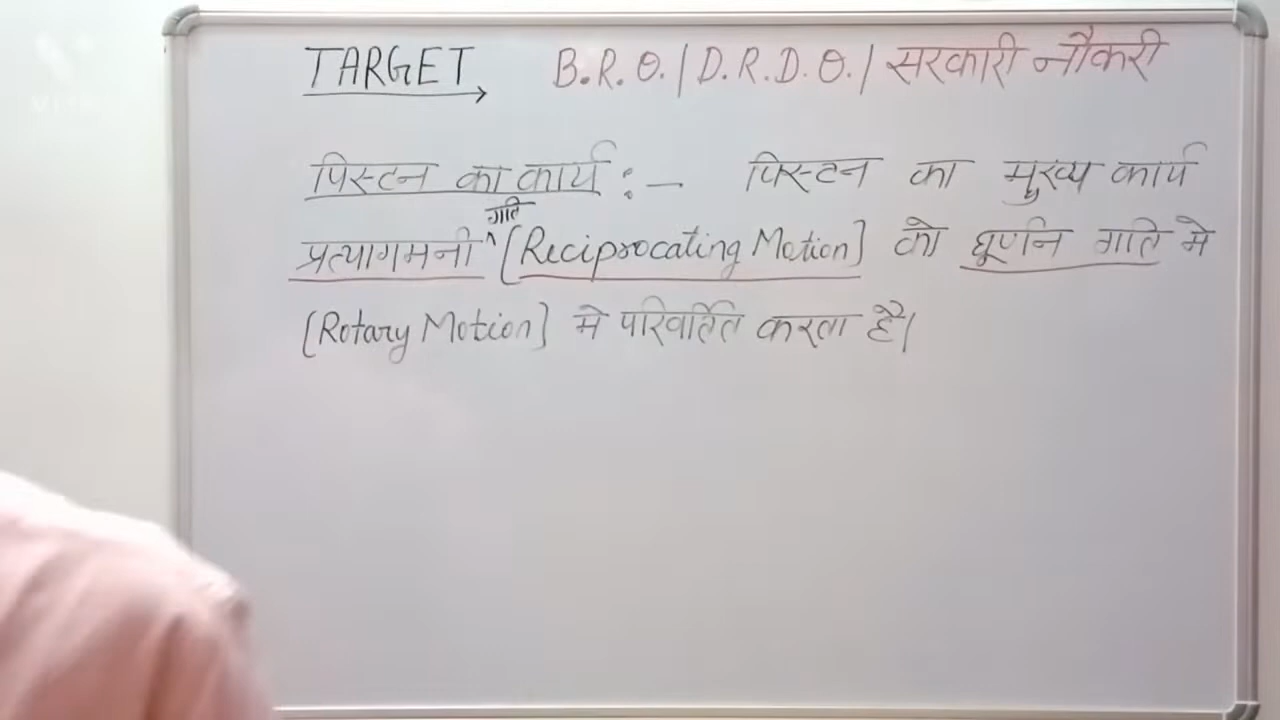 TARGET → B.R.O. / D.R.D.O. / सरकारी नौकरी
पिस्टन का कार्य :- पिस्टन का मुख्य कार्य
प्रत्यागमनी ^ गति [Reciprocating Motion] को घूर्णन गति मे
[Rotary Motion] मे परिवर्तित करता है।